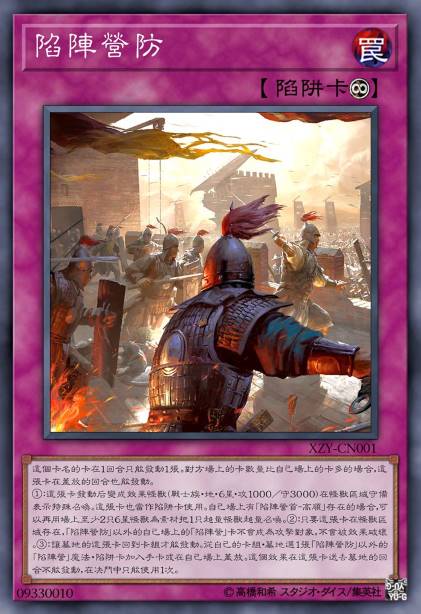 陷陣營防
罠
【陷阱卡】
XZY-CN001
這個卡名的卡在1回合只能發動1張。對方場上的卡數量比自己場上的卡多的場合,這
張卡在蓋放的回合也能發動。
①:這張卡發動后變成效果怪獸(戰士族·地·6星·攻1000/守3000)在怪獸區域守備
表示特殊召喚。這張卡也當作陷阱卡使用。自己場上有「陷陣營首-高順」存在的場合,可
以再用場上至少2只6星怪獸為素材把1只超量怪獸超量召喚。②:只要這張卡在怪獸區
域存在,「陷陣營防」以外的自己場上的「陷陣營」卡不會成為攻擊對象,不會被效果破壞
。③:讓墓地的這張卡回到卡組才能發動。從自己的卡組·墓地選1張「陷陣營防」以外的
「陷陣營」魔法·陷阱卡加入手卡或在自己場上蓋放。這個效果在這張卡送去墓地的回
合不能發動,在決鬥中只能使用1次。
09330010
©高橋和希 スタジオ·ダイス/集英社